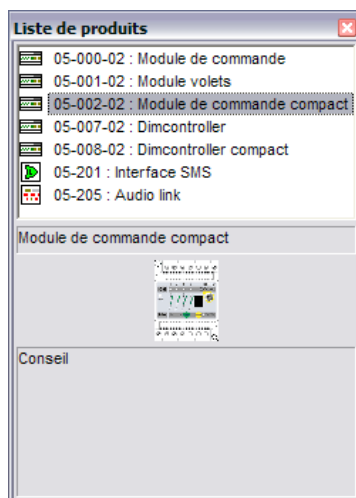 Liste de produits
05-000-02 : Module de commande
05-001-02 : Module volets
05-002-02 : Module de commande compact
05-007-02 : Dimcontroller
05-008-02 : Dimcontroller compact
05-201 : Interface SMS
05-205 : Audio link
Module de commande compact
Conseil